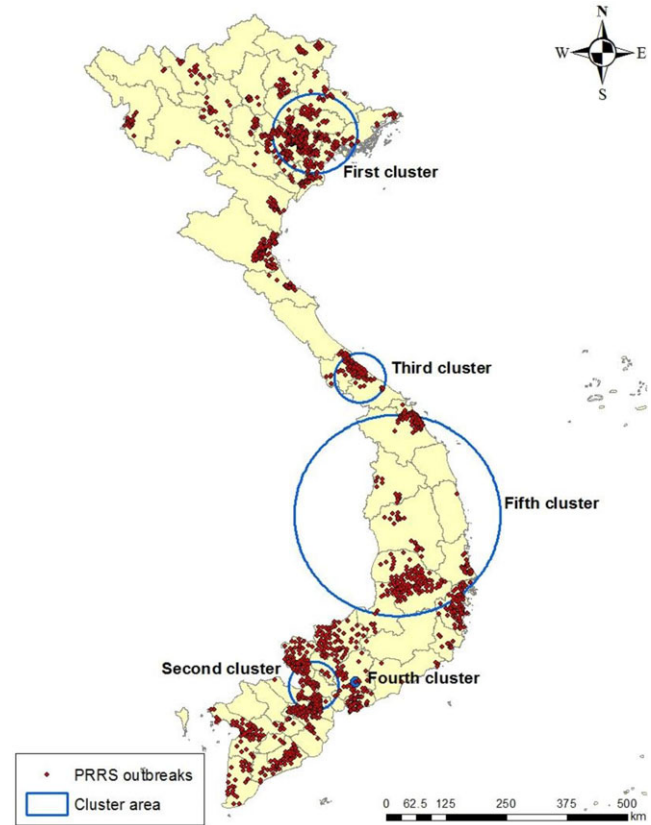 N
W E
S
First cluster
Third cluster
Fifth cluster
Second cluster
Fourth cluster
PRRS outbreaks
Cluster area
0 62.5 125 250 375 500
km